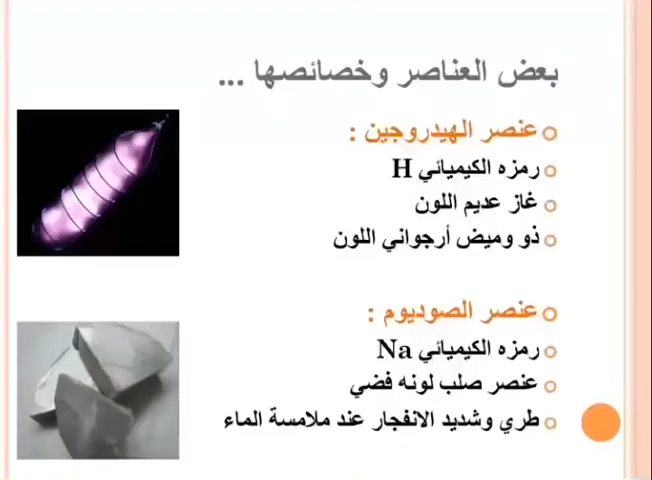 بعض العناصر وخصائصها ...
عنصر الهيدروجين :
رمزه الكيميائي H
غاز عديم اللون
ذو وميض أرجواني اللون
عنصر الصوديوم :
رمزه الكيميائي Na
عنصر صلب لونه فضي
طري وشديد الانفجار عند ملامسة الماء